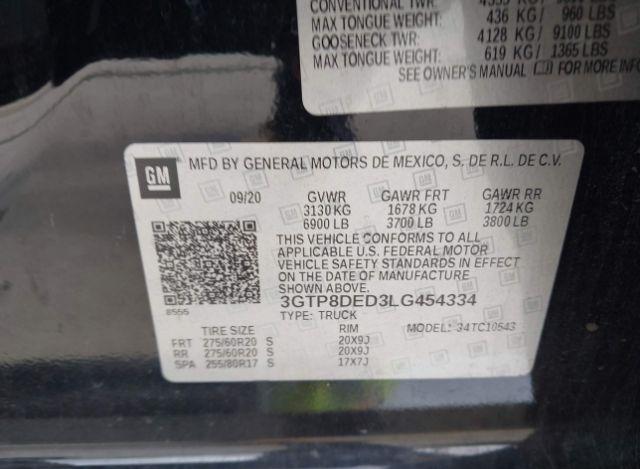 CONVENTIONAL TWR:
MAX TONGUE WEIGHT: 436 KG/ 960 LBS
GOOSENECK TWR: 4128 KG/ 9100 LBS
MAX TONGUE WEIGHT: 619 KG/ 1365 LBS
SEE OWNER'S MANUAL FOR MORE INFO
GM
MFD BY GENERAL MOTORS DE MEXICO, S. DE R.L. DE C.V.
09/20 GVWR GAWR FRT GAWR RR
3130 KG 1678 KG 1724 KG
6900 LB 3700 LB 3800 LB
THIS VEHICLE CONFORMS TO ALL
APPLICABLE U.S. FEDERAL MOTOR
VEHICLE SAFETY STANDARDS IN EFFECT
ON THE DATE OF MANUFACTURE
SHOWN ABOVE.
8555
3GTP8DED3LG454334
TYPE: TRUCK MODEL: 34TC10543
TIRE SIZE RIM
FRT 275/60R20 S 20X9J
RR 275/60R20 S 20X9J
SPA 255/80R17 S 17X7J